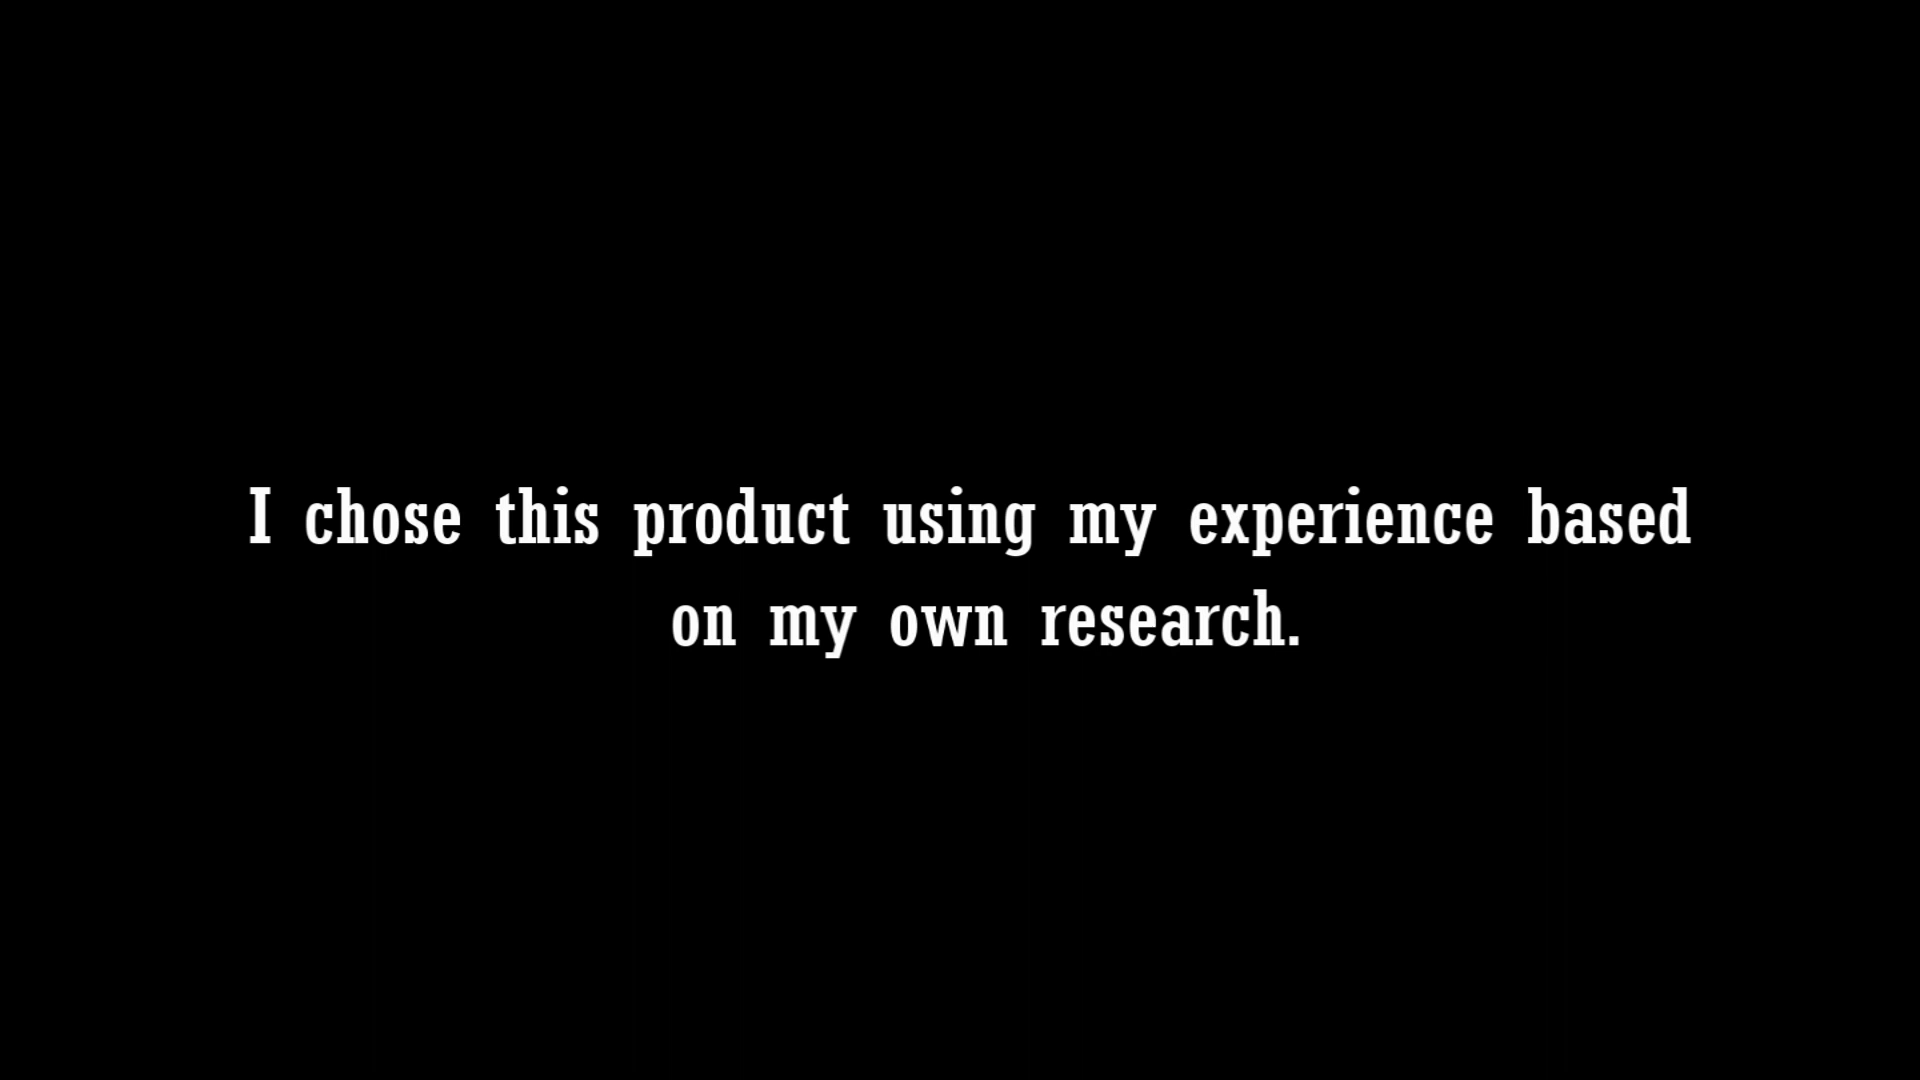 I chose this product using my experience based
on my own research.